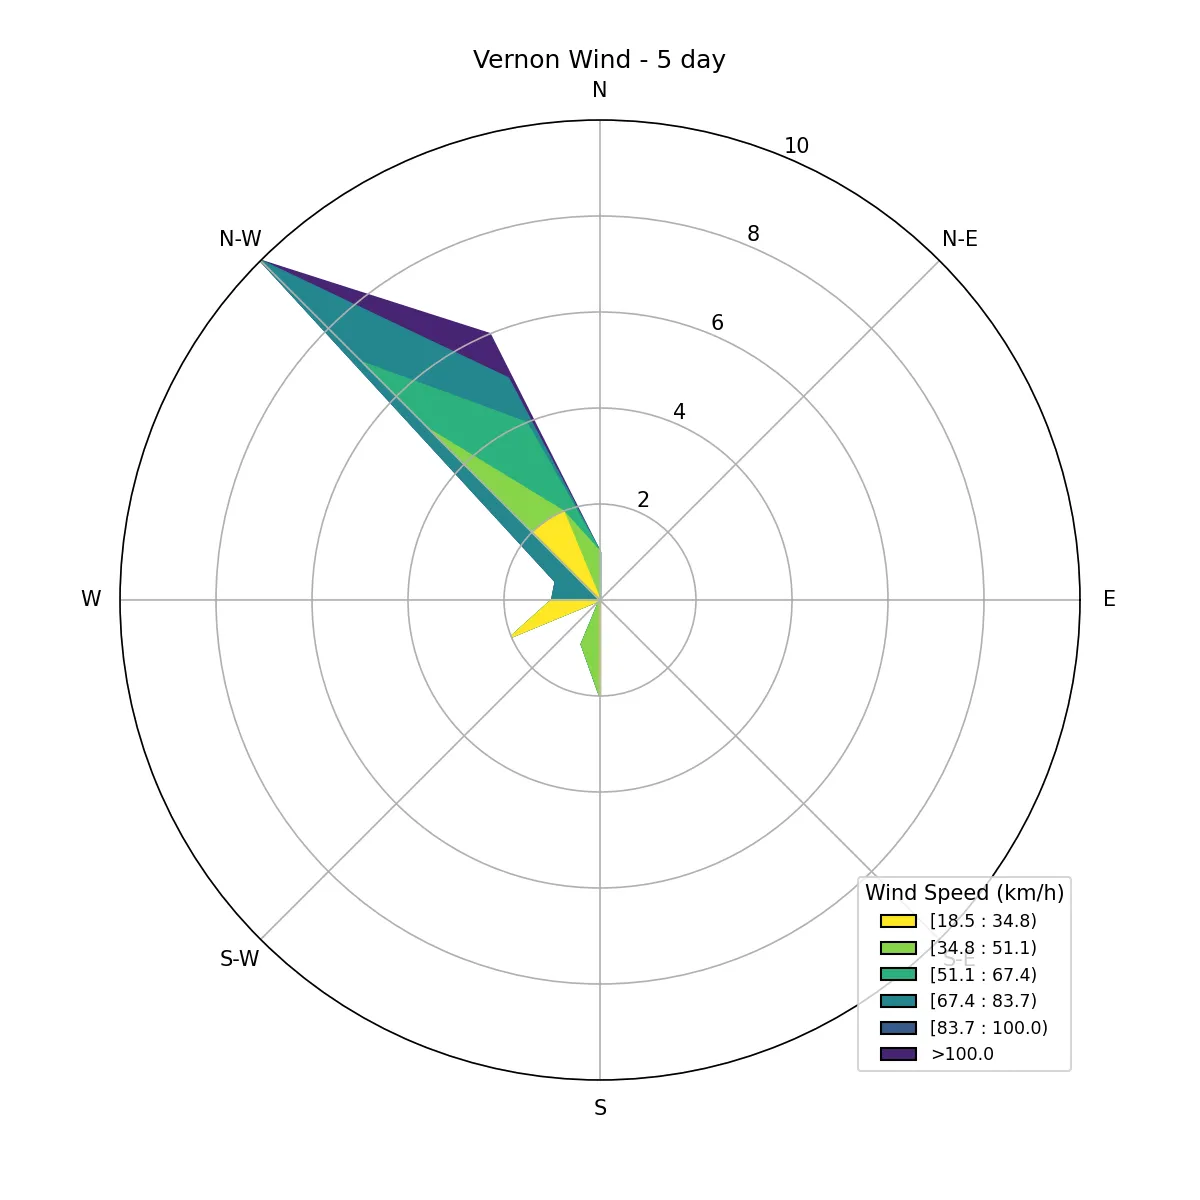 Vernon Wind - 5 day
N
10
N-W
8
N-E
6
4
2
W
E
S-W
S-E
S
Wind Speed (km/h)
[18.5 : 34.8)
[34.8 : 51.1)
[51.1 : 67.4)
[67.4 : 83.7)
[83.7 : 100.0)
>100.0